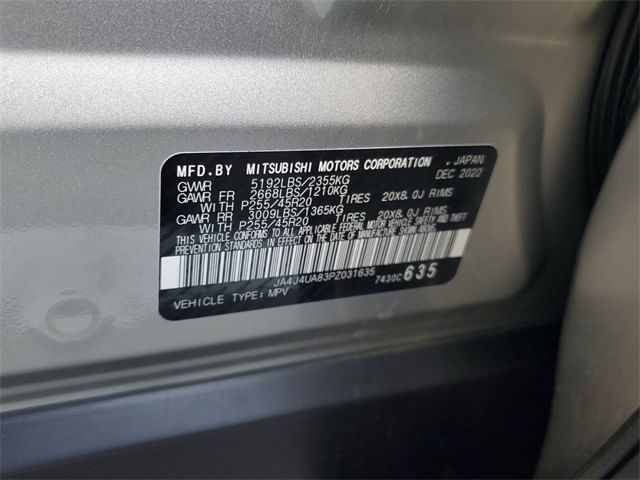 MFD.BY MITSUBISHI MOTORS CORPORATION . JAPAN
GVWR 5192LBS/2355KG DEC 2022
GAWR FR 2668LBS/1210KG
WITH P255/45R20 TIRES 20X8.0J RIMS
GAWR RR 3009LBS/1365KG
WITH P255/45R20 TIRES 20X8.0J RIMS
THIS VEHICLE CONFORMS TO ALL APPLICABLE FEDERAL MOTOR VEHICLE SAFETY, BUMPER AND THEFT
PREVENTION STANDARDS IN EFFECT ON THE DATE OF MANUFACTURE SHOWN ABOVE.
JA4J4UA83PZ031635 7430C 635
VEHICLE TYPE: MPV